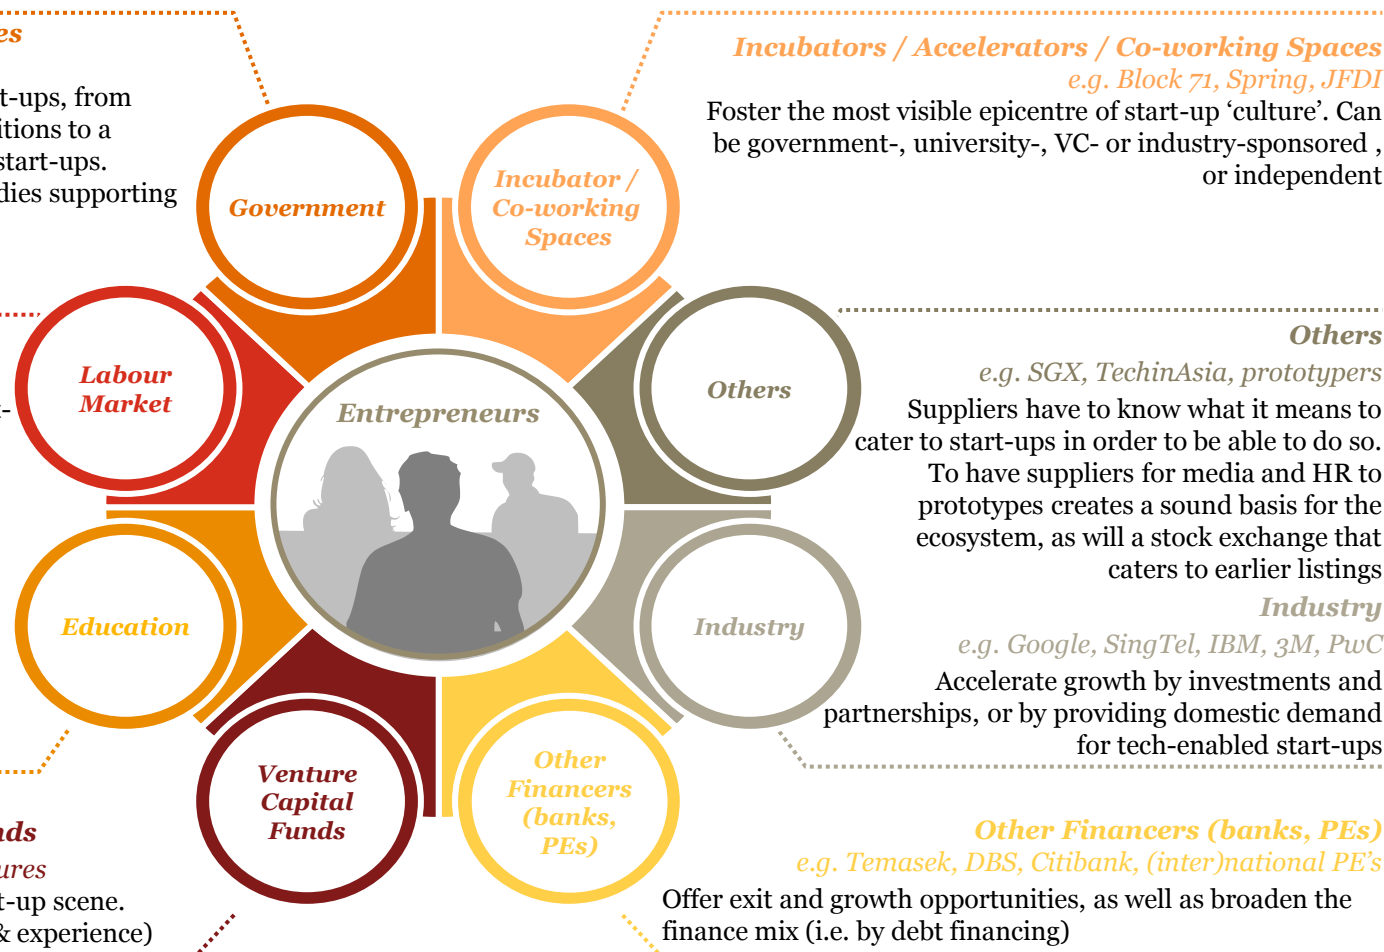 es
t-ups, from
itions to a
start-ups.
dies supporting
t-
nds
ures
t-up scene.
& experience)
Government
Incubator /
Co-working
Spaces
Labour
Market
Others
Entrepreneurs
Education
Industry
Venture
Capital
Funds
Other
Financers
(banks,
PEs)
Incubators / Accelerators / Co-working Spaces
e.g. Block 71, Spring, JFDI
Foster the most visible epicentre of start-up ‘culture’. Can
be government-, university-, VC- or industry-sponsored ,
or independent
Others
e.g. SGX, TechinAsia, prototypers
Suppliers have to know what it means to
cater to start-ups in order to be able to do so.
To have suppliers for media and HR to
prototypes creates a sound basis for the
ecosystem, as will a stock exchange that
caters to earlier listings
Industry
e.g. Google, SingTel, IBM, 3M, PwC
Accelerate growth by investments and
partnerships, or by providing domestic demand
for tech-enabled start-ups
Other Financers (banks, PEs)
e.g. Temasek, DBS, Citibank, (inter)national PE's
Offer exit and growth opportunities, as well as broaden the
finance mix (i.e. by debt financing)